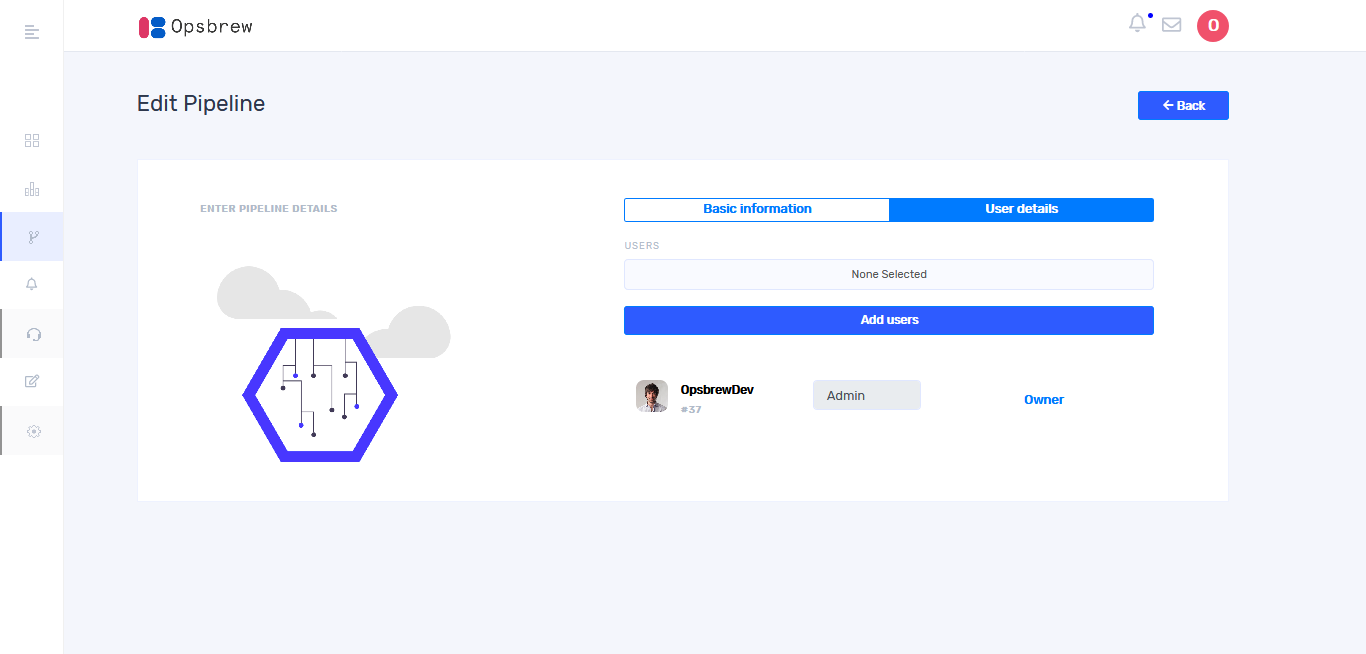 Opsbrew
O
Edit Pipeline
Back
ENTER PIPELINE DETAILS
Basic information
User details
USERS
None Selected
Add users
OpsbrewDev
#37
Admin
Owner